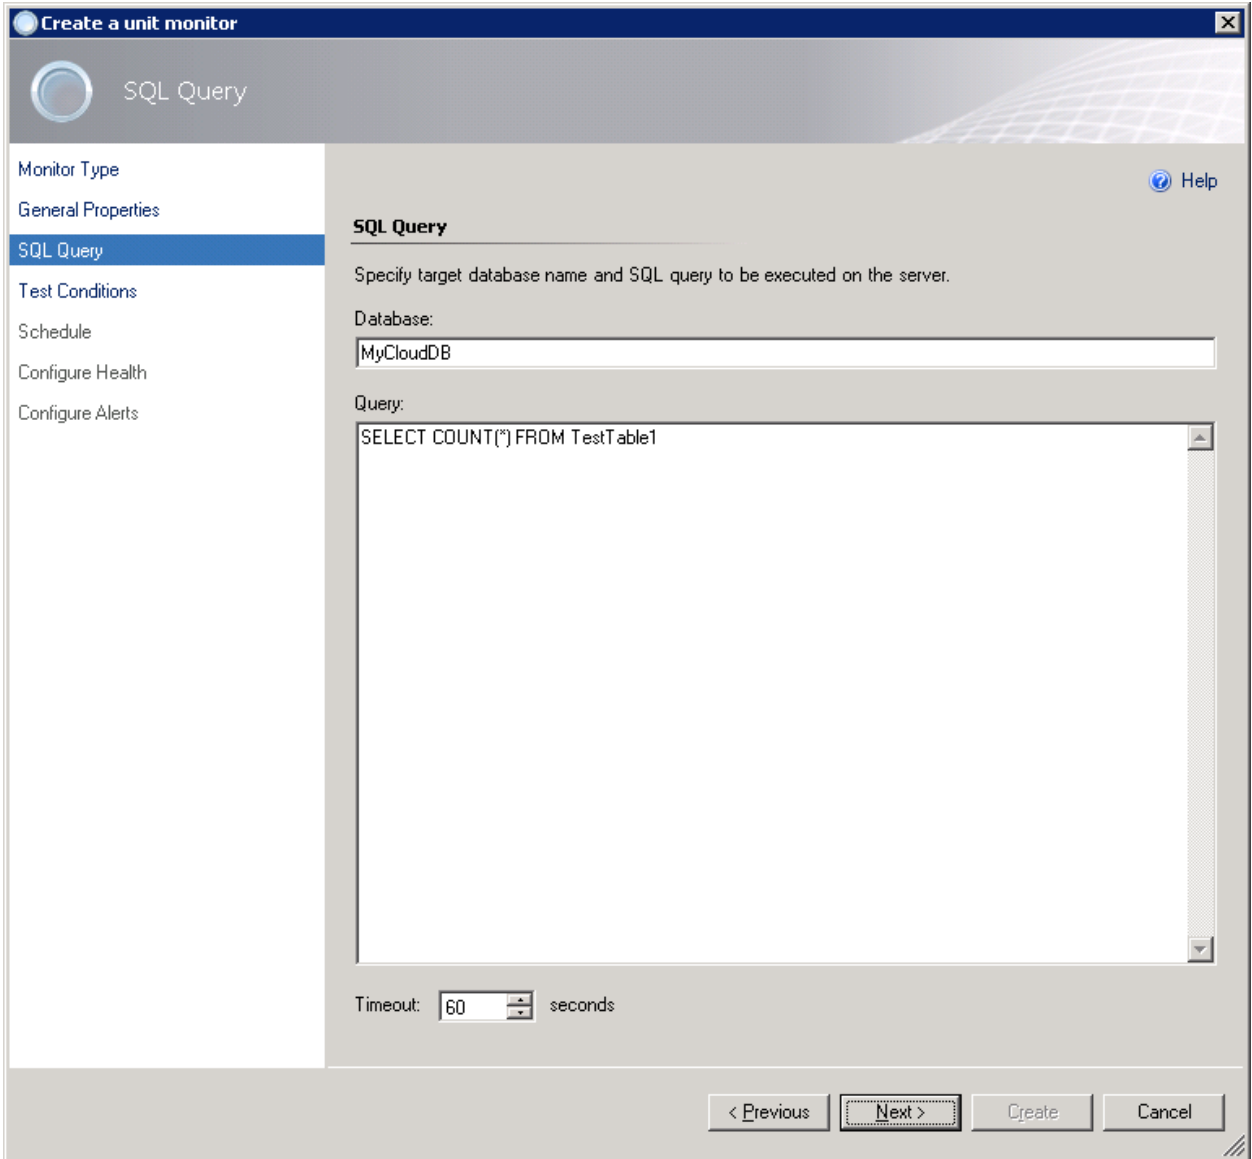 Create a unit monitor
SQL Query
Monitor Type
General Properties
SQL Query
Test Conditions
Schedule
Configure Health
Configure Alerts
Help
SQL Query
Specify target database name and SQL query to be executed on the server.
Database:
MyCloudDB
Query:
SELECT COUNT(*) FROM TestTable1
Timeout: 60 seconds
< Previous Next > Create Cancel